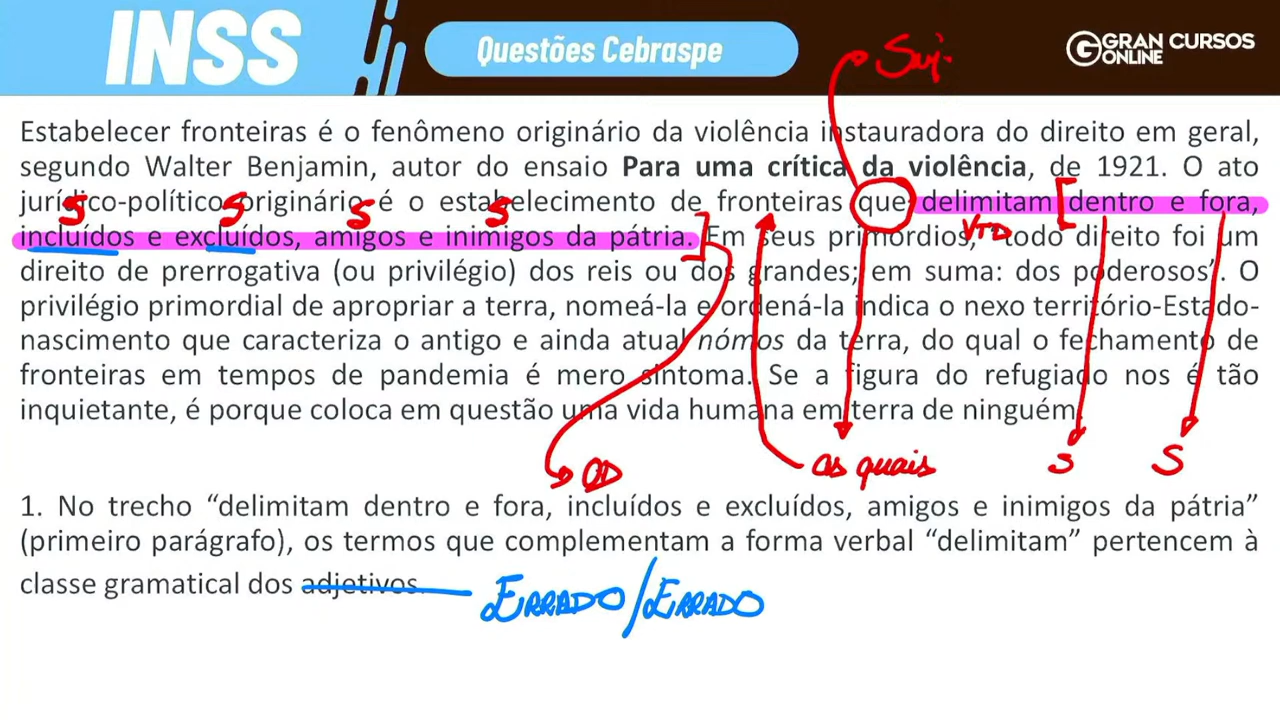 INSS
Questões Cebraspe
GRAN CURSOS
ONLINE
Suj.
Estabelecer fronteiras é o fenômeno originário da violência instauradora do direito em geral,
segundo Walter Benjamin, autor do ensaio Para uma crítica da violência, de 1921. O ato
jurídico-político originário é o estabelecimento de fronteiras que delimitam dentro e fora,
S S S S
VTD
incluídos e excluídos, amigos e inimigos da pátria. Em seus primórdios, "todo direito foi um
direito de prerrogativa (ou privilégio) dos reis ou dos grandes; em suma: dos poderosos". O
privilégio primordial de apropriar a terra, nomeá-la e ordená-la indica o nexo território-Estado-
nascimento que caracteriza o antigo e ainda atual nómos da terra, do qual o fechamento de
fronteiras em tempos de pandemia é mero sintoma. Se a figura do refugiado nos é tão
inquietante, é porque coloca em questão uma vida humana em terra de ninguém.
OD as quais S S
1. No trecho “delimitam dentro e fora, incluídos e excluídos, amigos e inimigos da pátria”
(primeiro parágrafo), os termos que complementam a forma verbal “delimitam” pertencem à
classe gramatical dos adjetivos.
ERRADO/ERRADO